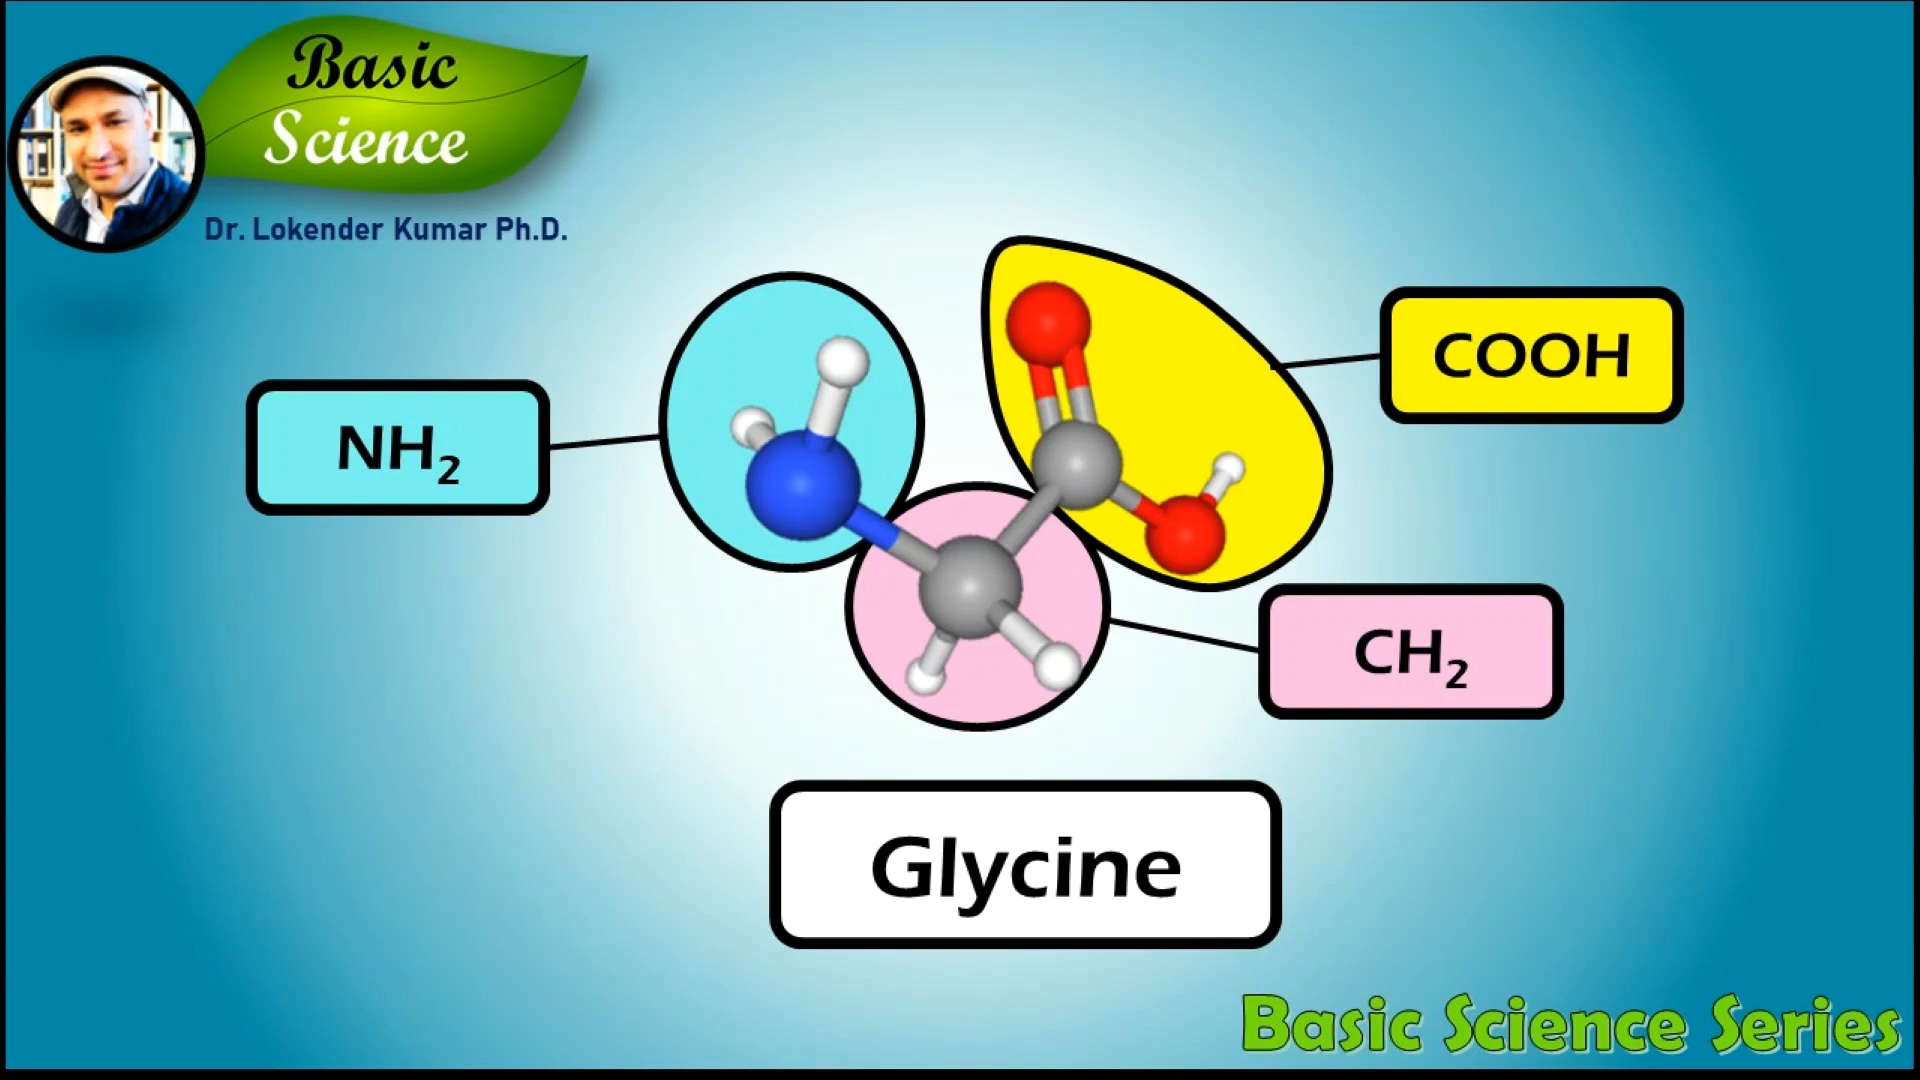 Basic
Science
Dr. Lokender Kumar Ph.D.
COOH
NH₂
CH₂
Glycine
Basic Science Series